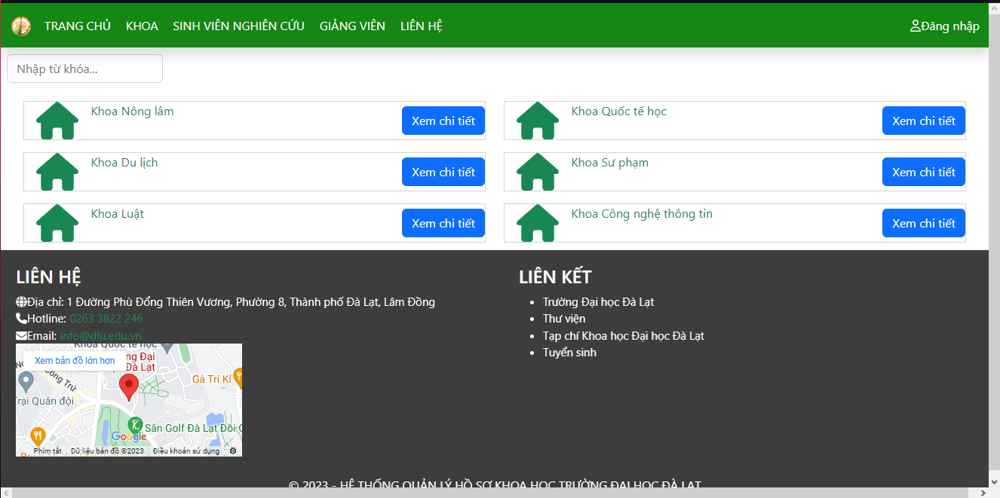 TRANG CHỦ KHOA SINH VIÊN NGHIÊN CỨU GIẢNG VIÊN LIÊN HỆ Đăng nhập
Nhập từ khóa...
Khoa Nông lâm Xem chi tiết Khoa Quốc tế học Xem chi tiết
Khoa Du lịch Xem chi tiết Khoa Sư phạm Xem chi tiết
Khoa Luật Xem chi tiết Khoa Công nghệ thông tin Xem chi tiết
LIÊN HỆ
Địa chỉ: 1 Đường Phù Đổng Thiên Vương, Phường 8, Thành phố Đà Lạt, Lâm Đồng
Hotline: 0263 3822 246
Email: info@dlu.edu.vn
Khoa Quốc tế học
Xem bản đồ lớn hơn
ng Đại
Đà Lạt
Công Trứ
Gà Tri Kỉ
Trại Quân đội
Sân Golf Đà Lạt Đồi C
Google
Phím tắt Dữ liệu bản đồ ©2023 Điều khoản sử dụng
LIÊN KẾT
Trường Đại học Đà Lạt
Thư viện
Tạp chí Khoa học Đại học Đà Lạt
Tuyển sinh
© 2023 - HỆ THỐNG QUẢN LÝ HỒ SƠ KHOA HỌC TRƯỜNG ĐẠI HỌC ĐÀ LẠT